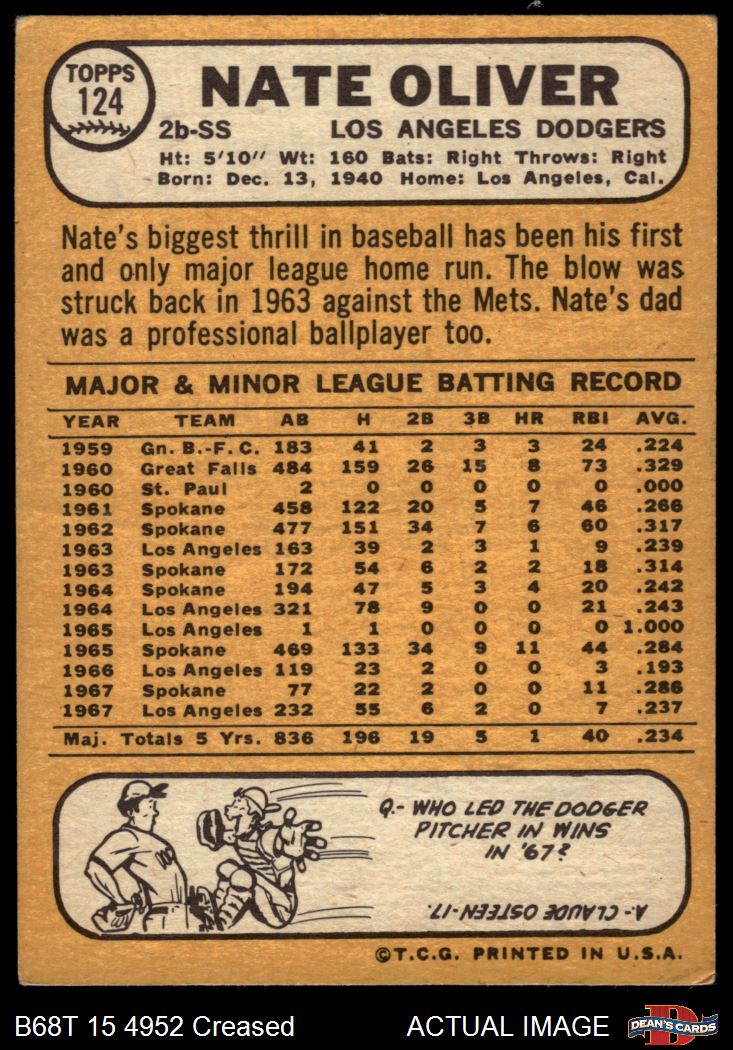 TOPPS
124
NATE OLIVER
2b-SS LOS ANGELES DODGERS
Ht: 5'10" Wt: 160 Bats: Right Throws: Right
Born: Dec. 13, 1940 Home: Los Angeles, Cal.
Nate's biggest thrill in baseball has been his first
and only major league home run. The blow was
struck back in 1963 against the Mets. Nate's dad
was a professional ballplayer too.
MAJOR & MINOR LEAGUE BATTING RECORD
YEAR TEAM AB H 2B 3B HR RBI AVG.
1959 Gn. B.-F. C. 183 41 2 3 3 24 .224
1960 Great Falls 484 159 26 15 8 73 .329
1960 St. Paul 2 0 0 0 0 0 .000
1961 Spokane 458 122 20 5 7 46 .266
1962 Spokane 477 151 34 7 6 60 .317
1963 Los Angeles 163 39 2 3 1 9 .239
1963 Spokane 172 54 6 2 2 18 .314
1964 Spokane 194 47 5 3 4 20 .242
1964 Los Angeles 321 78 9 0 0 21 .243
1965 Los Angeles 1 1 0 0 0 0 1.000
1965 Spokane 469 133 34 9 11 44 .284
1966 Los Angeles 119 23 2 0 0 3 .193
1967 Spokane 77 22 2 0 0 11 .286
1967 Los Angeles 232 55 6 2 0 7 .237
Maj. Totals 5 Yrs. 836 196 19 5 1 40 .234
Q.- WHO LED THE DODGER
PITCHER IN WINS
IN '67?
A.- CLAUDE OSTEEN-17.
©T.C.G. PRINTED IN U.S.A.
B68T 15 4952 Creased ACTUAL IMAGE
D
DEAN'S CARDS